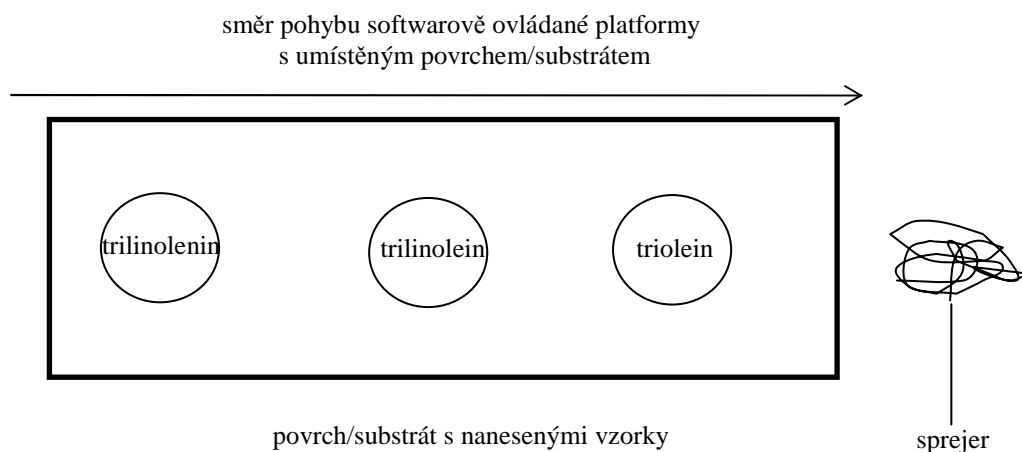 směr pohybu softwarově ovládané platformy
s umístěným povrchem/substrátem
trilinolenin
trilinolein
triolein
povrch/substrát s nanesenými vzorky
sprejer